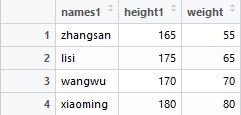 names1 height1 weight
1 zhangsan 165 55
2 lisi 175 65
3 wangwu 170 70
4 xiaoming 180 80